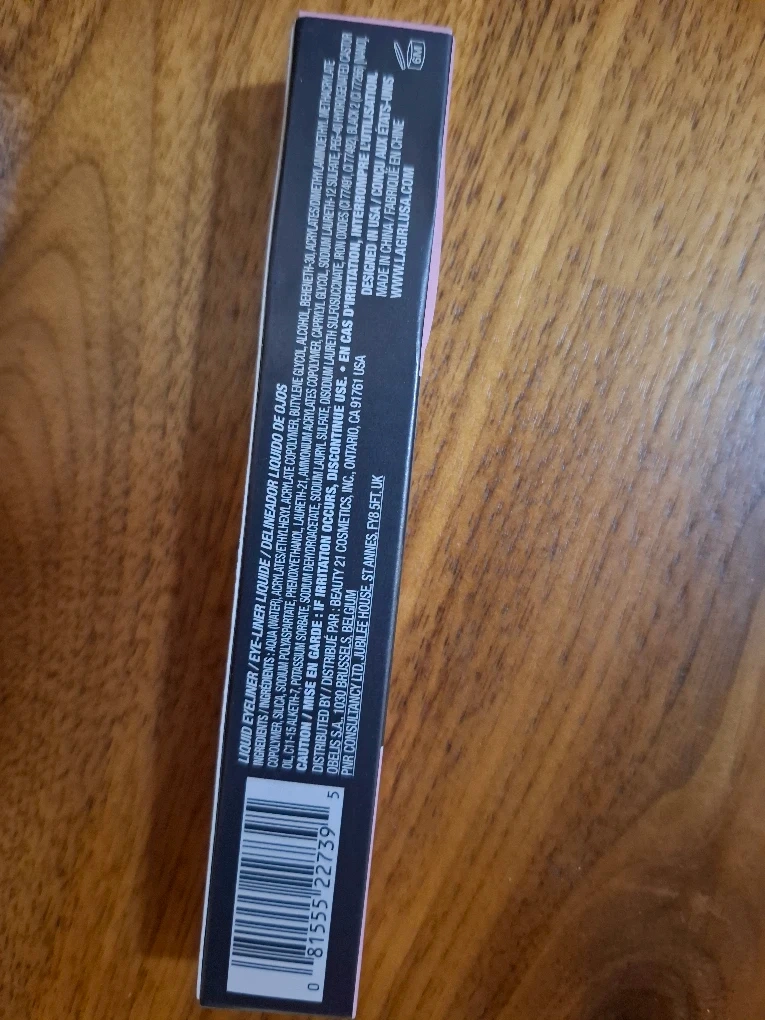 LIQUID EYELINER / EYE-LINER LIQUIDE / DELINEADOR LIQUIDO DE OJOS
INGREDIENTS / INGRÉDIENTS : AQUA (WATER), ACRYLATES/ETHYLHEXYL ACRYLATE COPOLYMER, BUTYLENE GLYCOL, ALCOHOL, BEHENETH-30, ACRYLATES/DIMETHYLAMINOETHYL METHACRYLATE
COPOLYMER, SILICA, SODIUM POLYASPARTATE, PHENOXYETHANOL, LAURETH-21, AMMONIUM ACRYLATES COPOLYMER, CAPRYLYL GLYCOL, SODIUM LAURETH-12 SULFATE, PEG-40 HYDROGENATED CASTOR
OIL, C11-15 ALKETH-7, POTASSIUM SORBATE, SODIUM DEHYDROACETATE, SODIUM LAURYL SULFATE, DISODIUM LAURETH SULFOSUCCINATE, IRON OXIDES (CI 77491, CI 77492), BLACK 2 (CI 77266)
CAUTION / MISE EN GARDE : IF IRRITATION OCCURS, DISCONTINUE USE. • EN CAS D'IRRITATION, INTERROMPRE L'UTILISATION.
DISTRIBUTED BY / DISTRIBUÉ PAR : BEAUTY 21 COSMETICS, INC., ONTARIO, CA 91761 USA
OBELIS S.A., 1030 BRUSSELS, BELGIUM
PNR CONSULTANCY LTD, JUBILEE HOUSE, ST ANNES, FY8 5FT, UK
DESIGNED IN USA / CONÇU AUX ÉTATS-UNIS
MADE IN CHINA / FABRIQUÉ EN CHINE
WWW.LAGIRLUSA.COM
6M
0 81555 22739 5